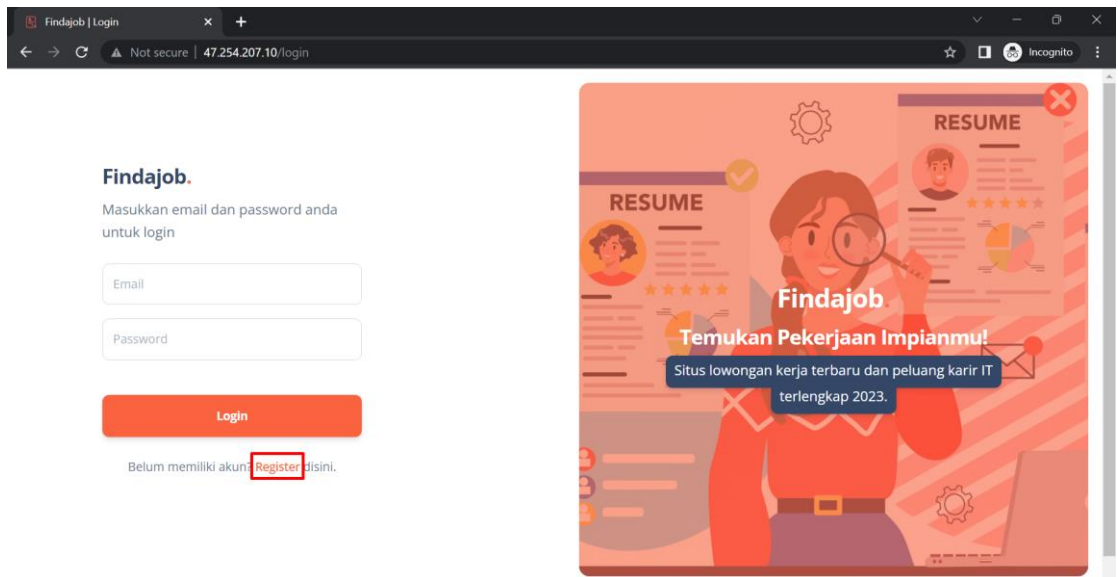 Findajob | Login
Not secure | 47.254.207.10/login
Incognito
Findajob.
Masukkan email dan password anda
untuk login
Email
Password
Login
Belum memiliki akun? Register disini.
RESUME
RESUME
Findajob.
Temukan Pekerjaan Impianmu!
Situs lowongan kerja terbaru dan peluang karir IT
terlengkap 2023.